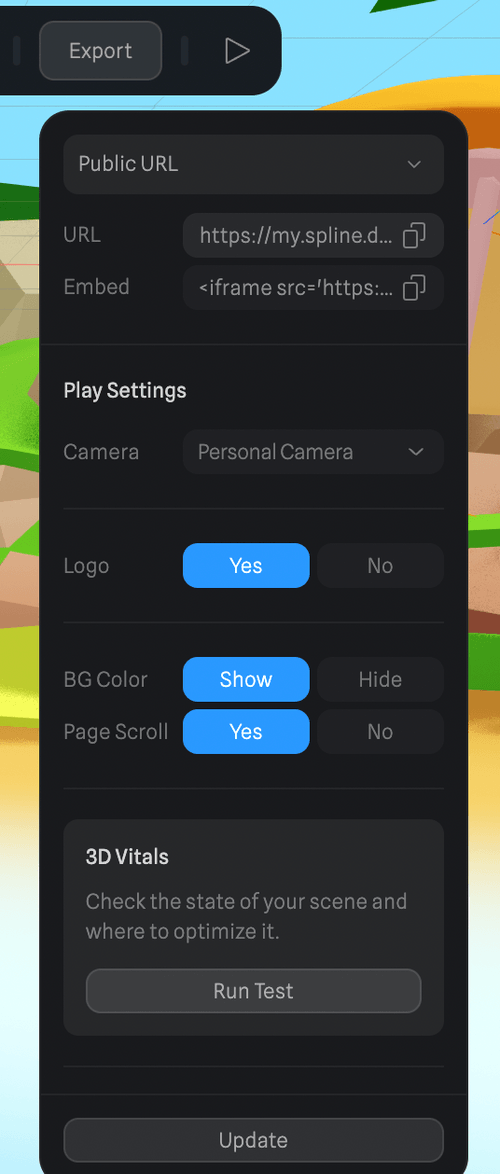 Export
Public URL
URL https://my.spline.d...
Embed <iframe src='https:...
Play Settings
Camera Personal Camera
Logo Yes No
BG Color Show Hide
Page Scroll Yes No
3D Vitals
Check the state of your scene and
where to optimize it.
Run Test
Update